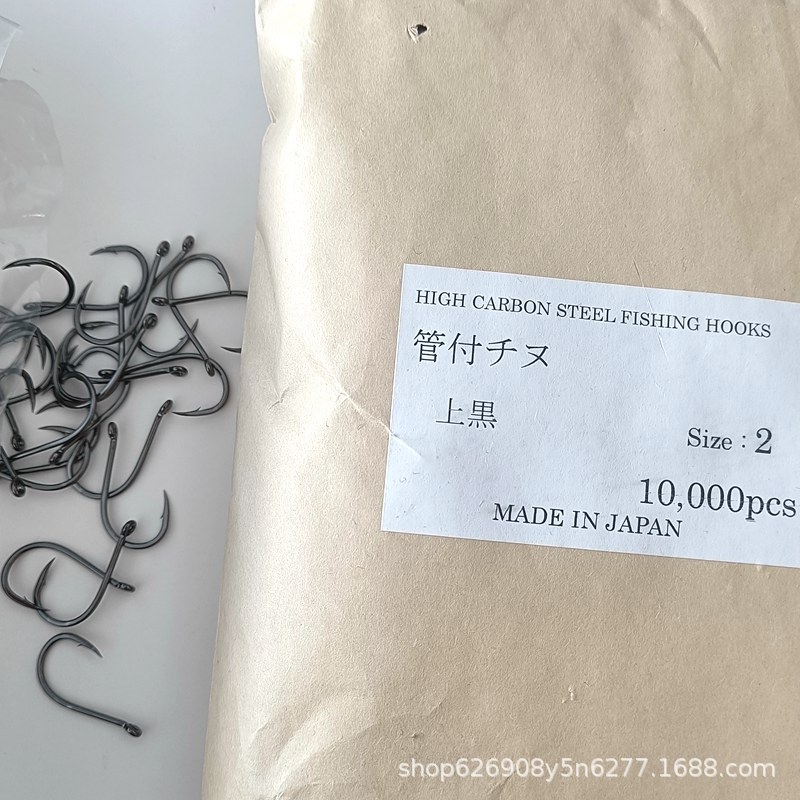 HIGH CARBON STEEL FISHING HOOKS
管付チヌ
上黒
Size : 2
10,000pcs
MADE IN JAPAN
shop626908y5n6277.1688.com